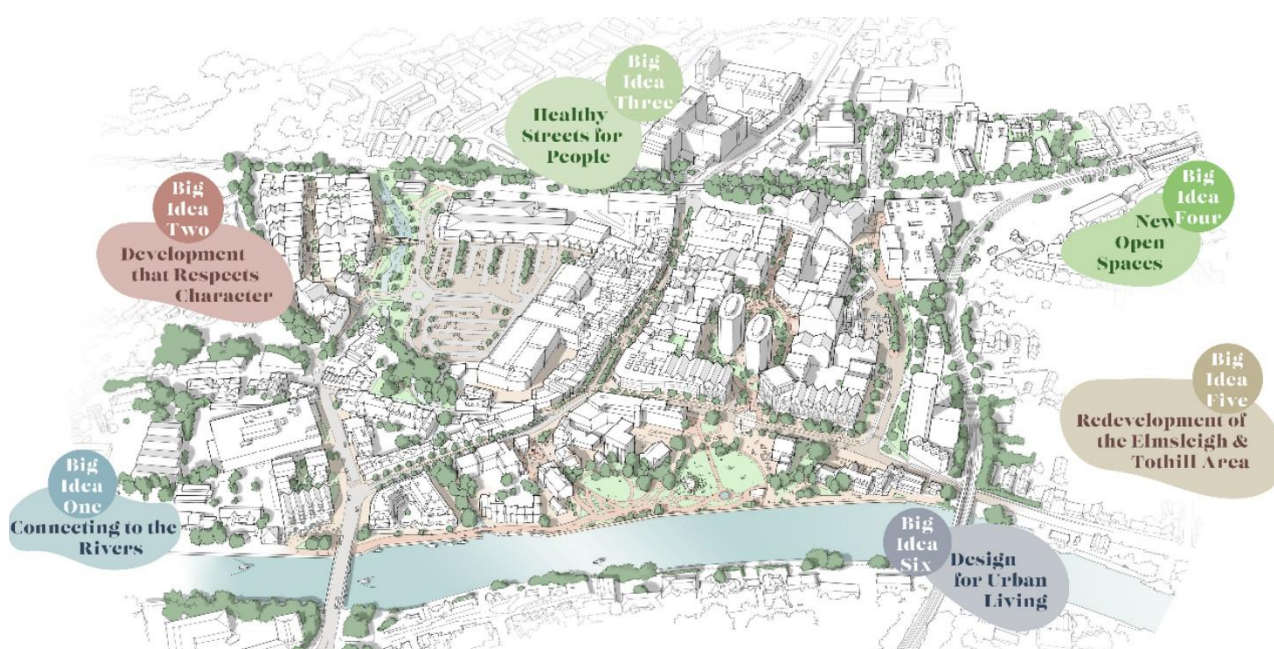 Big
Idea
One
Connecting to the
Rivers
Big
Idea
Two
Development
that Respects
Character
Big
Idea
Three
Healthy
Streets for
People
Big
Idea
Four
New
Open
Spaces
Big
Idea
Five
Redevelopment of
the Elmsleigh &
Tothill Area
Big
Idea
Six
Design
for Urban
Living